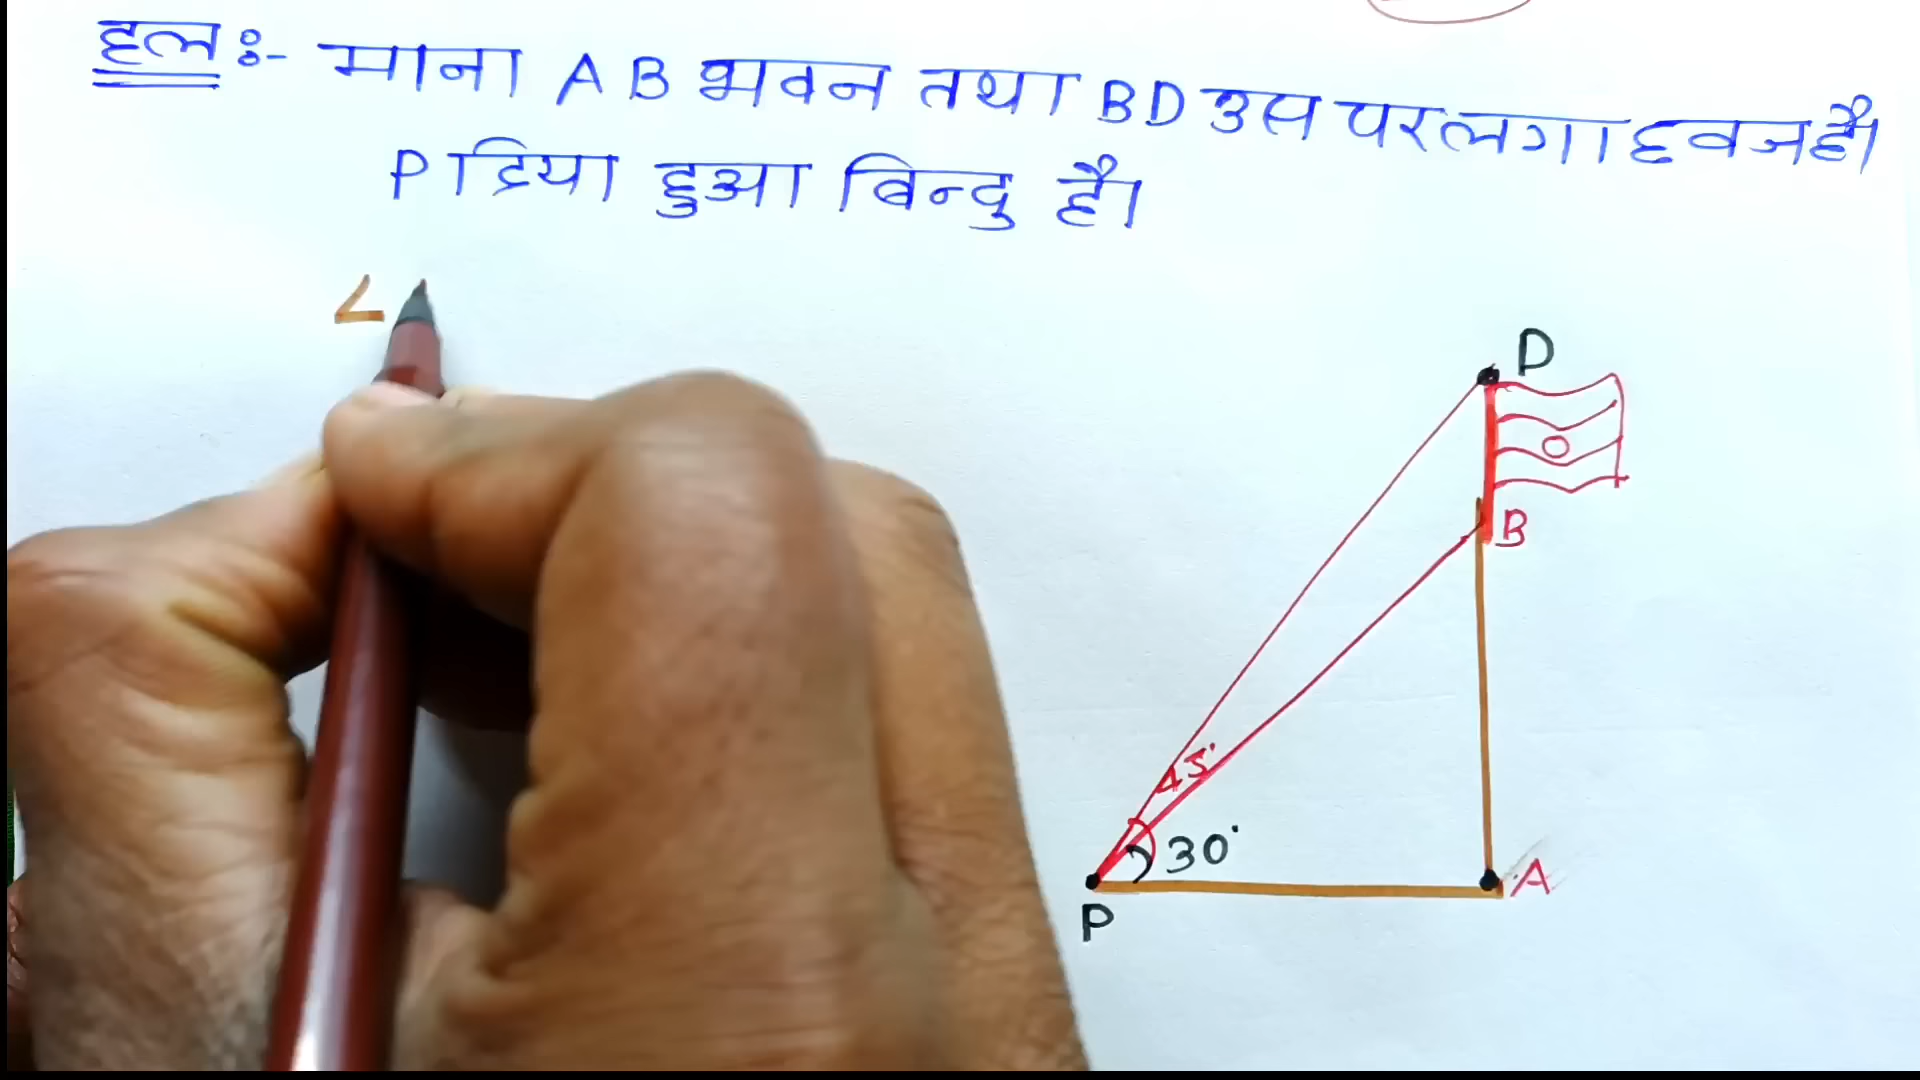 हल :- माना AB भवन तथा BD उस पर लगा ध्वज है।
P दिया हुआ बिन्दु है।
∠
D
B
45°
30°
A
P